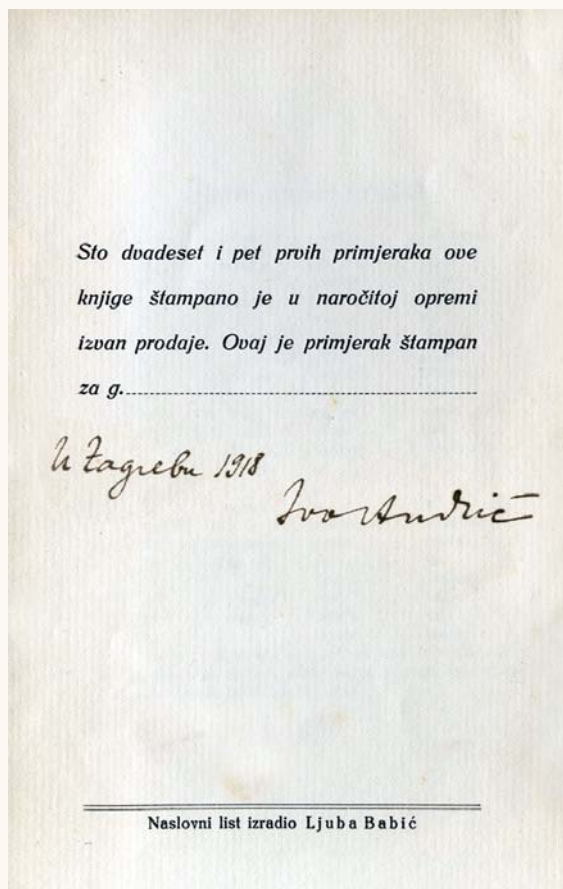 Sto dvadeset i pet prvih primjeraka ove
knjige štampano je u naročitoj opremi
izvan prodaje. Ovaj je primjerak štampan
za g.
U Zagrebu 1918
Ivo Andrić
Naslovni list izradio Ljuba Babić